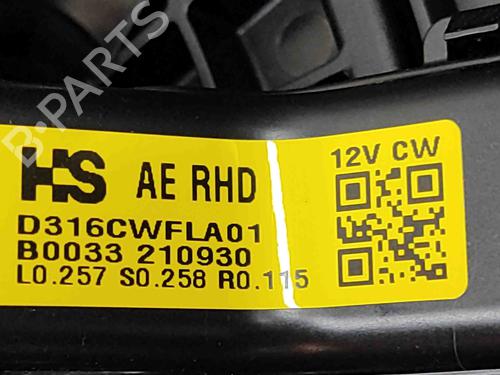 B·PARTS
HS AE RHD 12V CW
D316CWFLA01
B0033 210930
L0.257 S0.258 R0.115